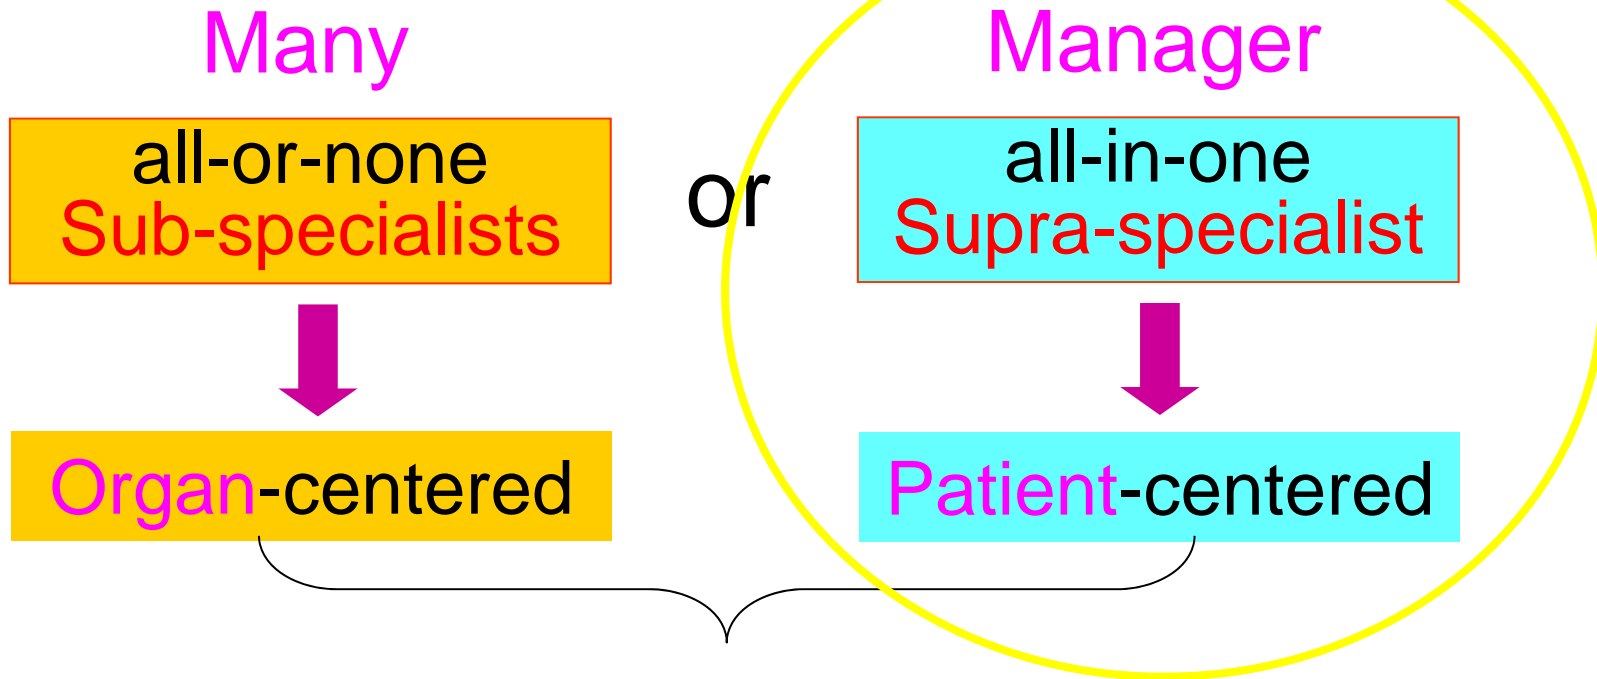 Many
all-or-none
Sub-specialists
Organ-centered
or
Manager
all-in-one
Supra-specialist
Patient-centered